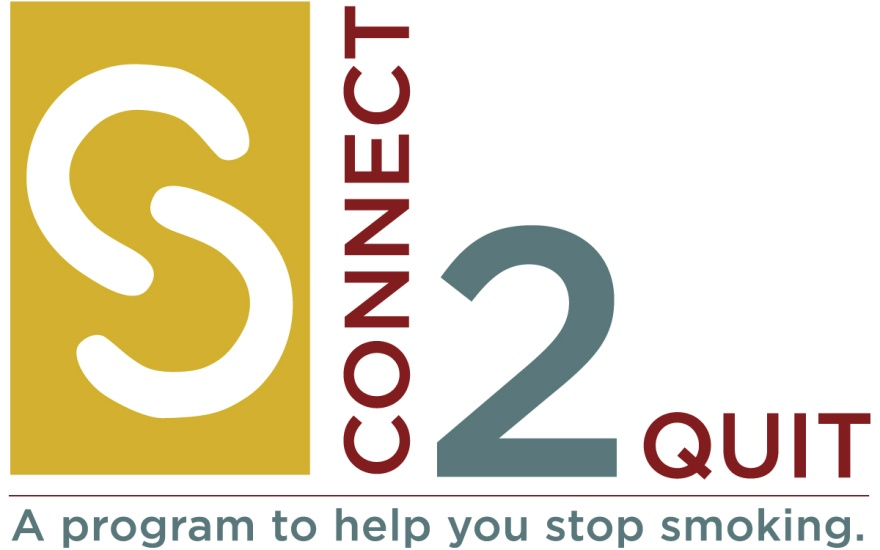 CONNECT
2
QUIT
A program to help you stop smoking.